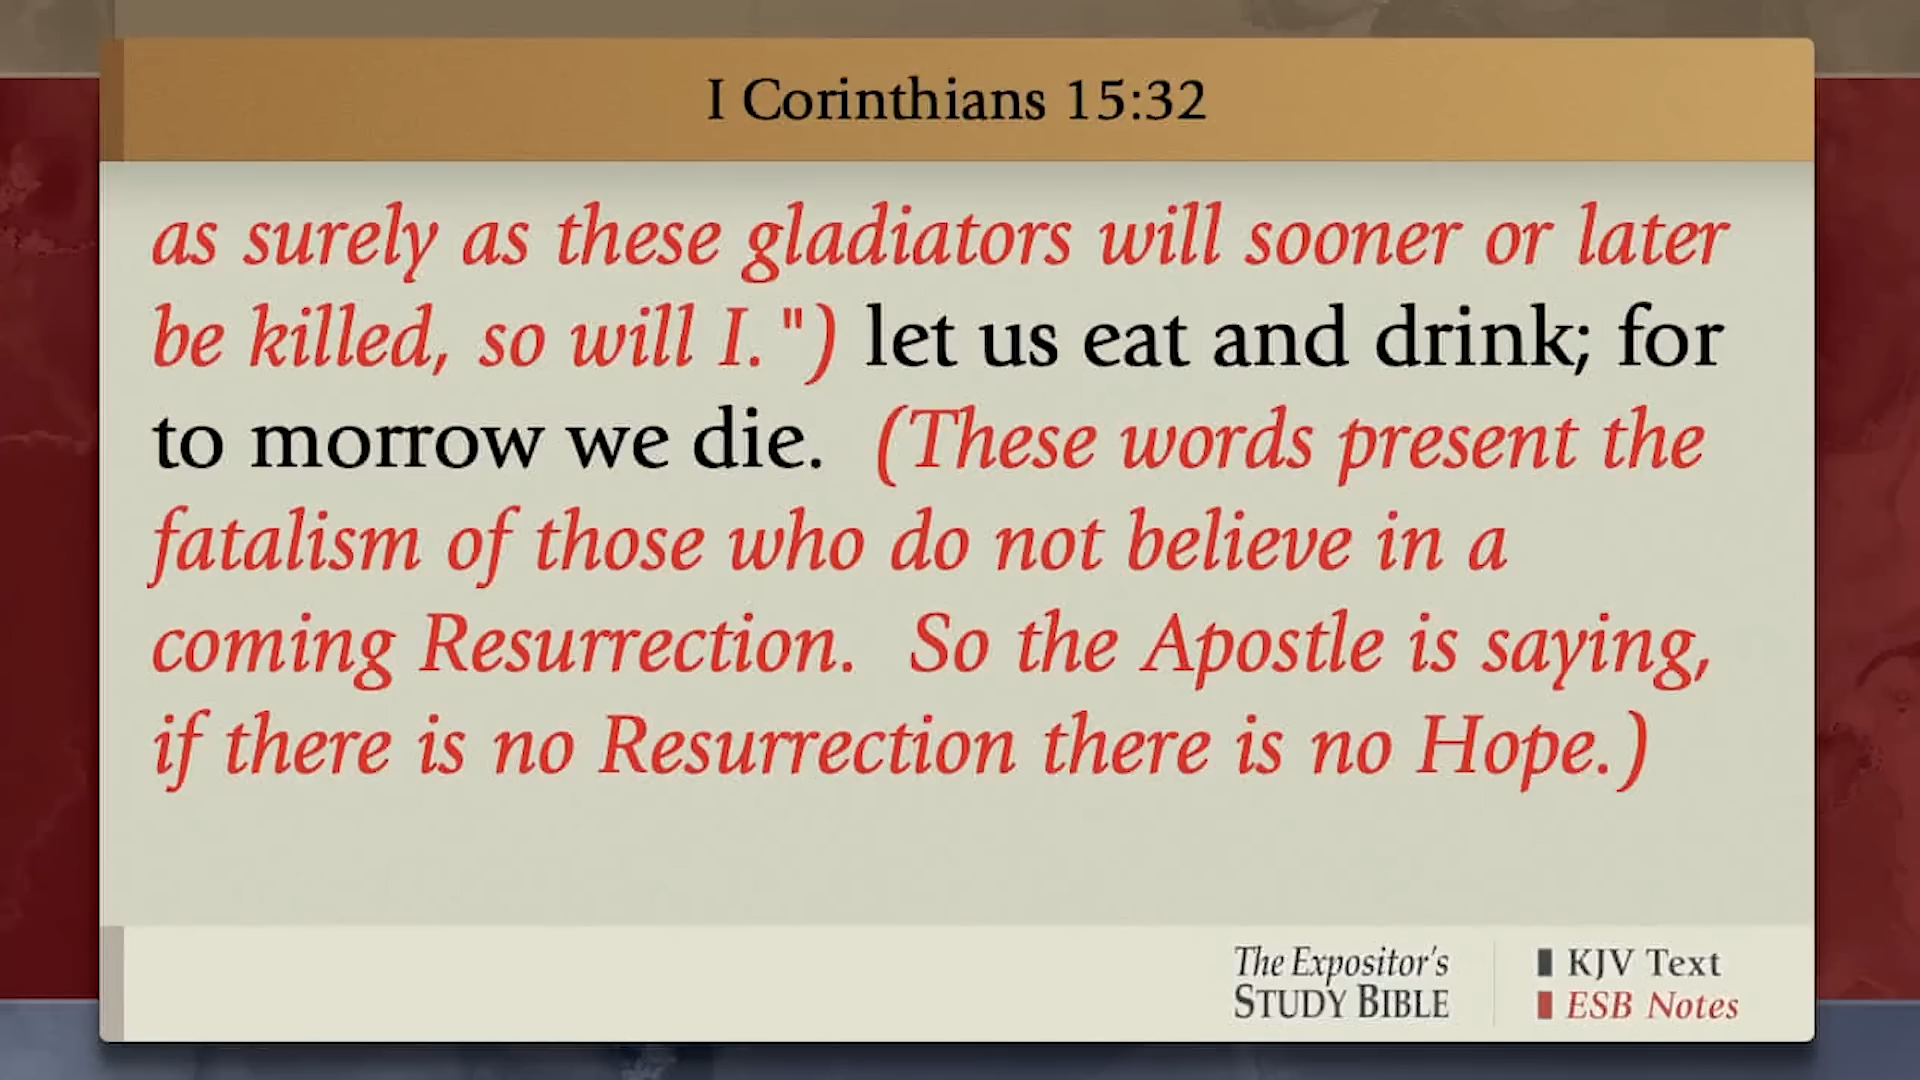 I Corinthians 15:32
as surely as these gladiators will sooner or later
be killed, so will I.") let us eat and drink; for
to morrow we die. (These words present the
fatalism of those who do not believe in a
coming Resurrection. So the Apostle is saying,
if there is no Resurrection there is no Hope.)
The Expositor's
STUDY BIBLE
KJV Text
ESB Notes